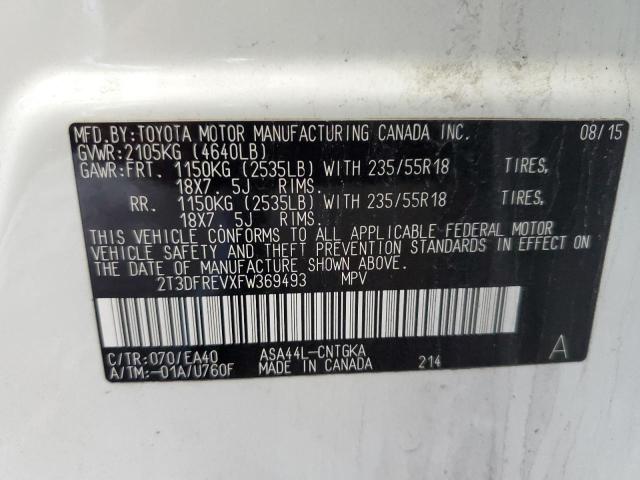 MFD.BY:TOYOTA MOTOR MANUFACTURING CANADA INC. 08/15
GVWR:2105KG (4640LB)
GAWR:FRT. 1150KG (2535LB) WITH 235/55R18 TIRES,
18X7. 5J RIMS.
RR. 1150KG (2535LB) WITH 235/55R18 TIRES,
18X7. 5J RIMS.
THIS VEHICLE CONFORMS TO ALL APPLICABLE FEDERAL MOTOR
VEHICLE SAFETY AND THEFT PREVENTION STANDARDS IN EFFECT ON
THE DATE OF MANUFACTURE SHOWN ABOVE.
2T3DFREVXFW369493 MPV
C/TR:070/EA40 ASA44L-CNTGKA A
A/TM:-01A/U760F MADE IN CANADA 214